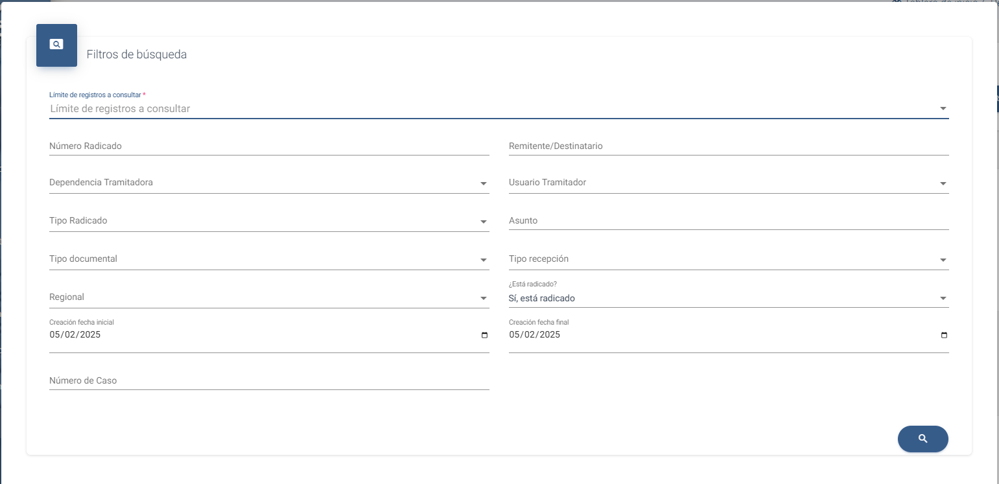 Filtros de búsqueda
Límite de registros a consultar *
Límite de registros a consultar
Número Radicado
Remitente/Destinatario
Dependencia Tramitadora
Usuario Tramitador
Tipo Radicado
Asunto
Tipo documental
Tipo recepción
Regional
¿Está radicado?
Sí, está radicado
Creación fecha inicial
05/02/2025
Creación fecha final
05/02/2025
Número de Caso